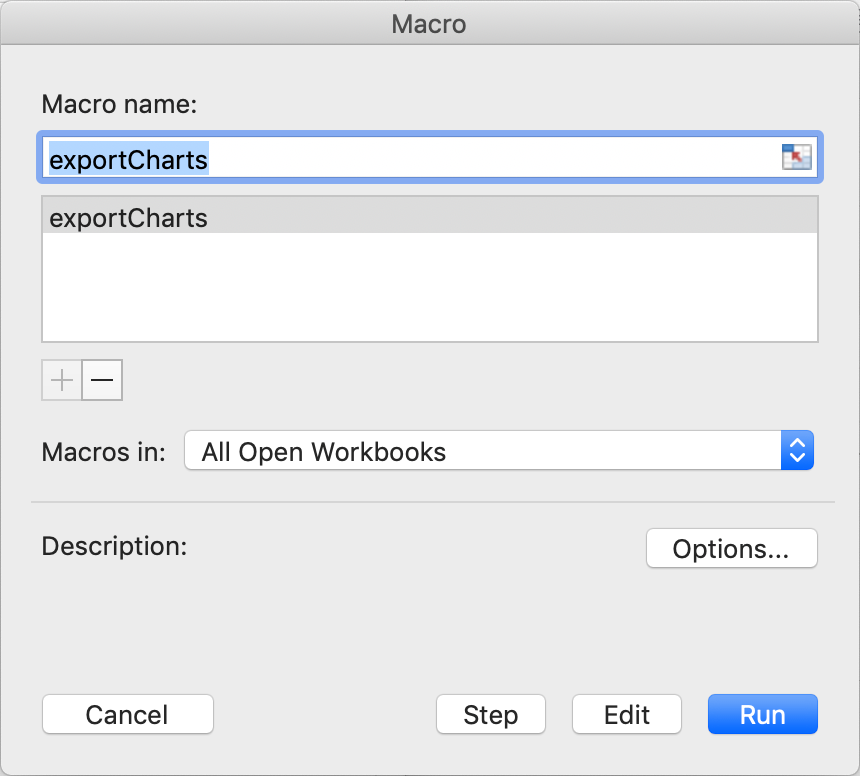 Macro
Macro name:
exportCharts
exportCharts
Macros in: All Open Workbooks
Description:
Options...
Cancel Step Edit Run